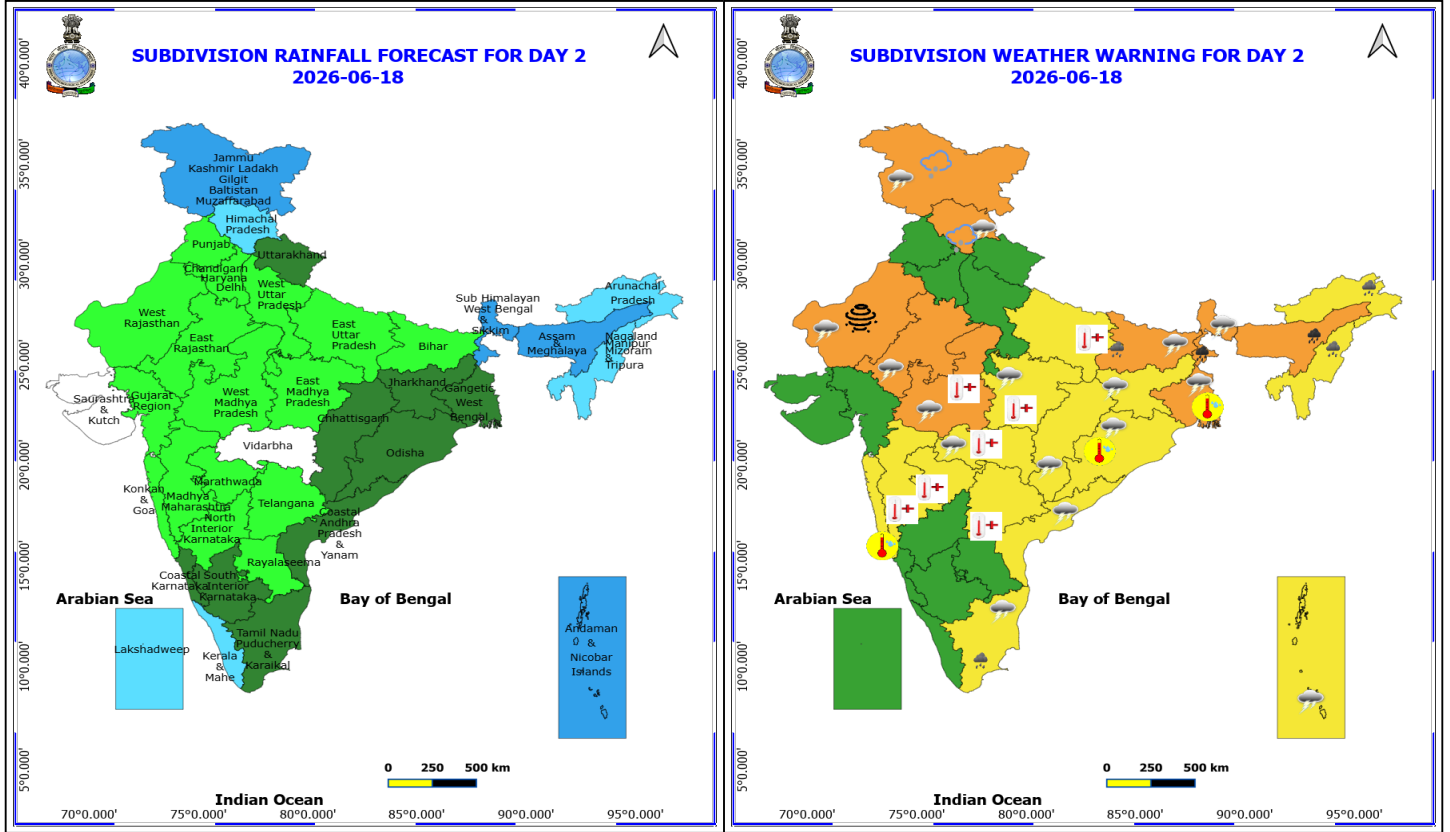 SUBDIVISION RAINFALL FORECAST FOR DAY 2
2026-06-18
40°0.000'
35°0.000'
30°0.000'
25°0.000'
20°0.000'
15°0.000'
10°0.000'
5°0.000'
Jammu
Kashmir Ladakh
Gilgit
Baltistan
Muzaffarabad
Himachal
Pradesh
Punjab
Uttarakhand
Chandigarh
Haryana
Delhi
West
Uttar
Pradesh
West
Rajasthan
East
Rajasthan
East
Uttar
Pradesh
Bihar
Sub Himalayan
West Bengal
&
Sikkim
Arunachal
Pradesh
Assam
&
Meghalaya
Nagaland
Manipur
Mizoram
&
Tripura
Saurashtra
&
Kutch
Gujarat
Region
West
Madhya
Pradesh
East
Madhya
Pradesh
Jharkhand
Gangetic
West
Bengal
Chhattisgarh
Vidarbha
Odisha
Konkan
&
Goa
Madhya
Maharashtra
Marathwada
Telangana
North
Interior
Karnataka
Coastal
Andhra
Pradesh
&
Yanam
Rayalaseema
Coastal
Karnataka
South
Interior
Karnataka
Arabian Sea
Bay of Bengal
Lakshadweep
Kerala
&
Mahe
Tamil Nadu
Puducherry
&
Karaikal
Andaman
&
Nicobar
Islands
0 250 500 km
Indian Ocean
70°0.000' 75°0.000' 80°0.000' 85°0.000' 90°0.000' 95°0.000'
SUBDIVISION WEATHER WARNING FOR DAY 2
2026-06-18
40°0.000'
35°0.000'
30°0.000'
25°0.000'
20°0.000'
15°0.000'
10°0.000'
5°0.000'
Arabian Sea
Bay of Bengal
0 250 500 km
Indian Ocean
70°0.000' 75°0.000' 80°0.000' 85°0.000' 90°0.000' 95°0.000'